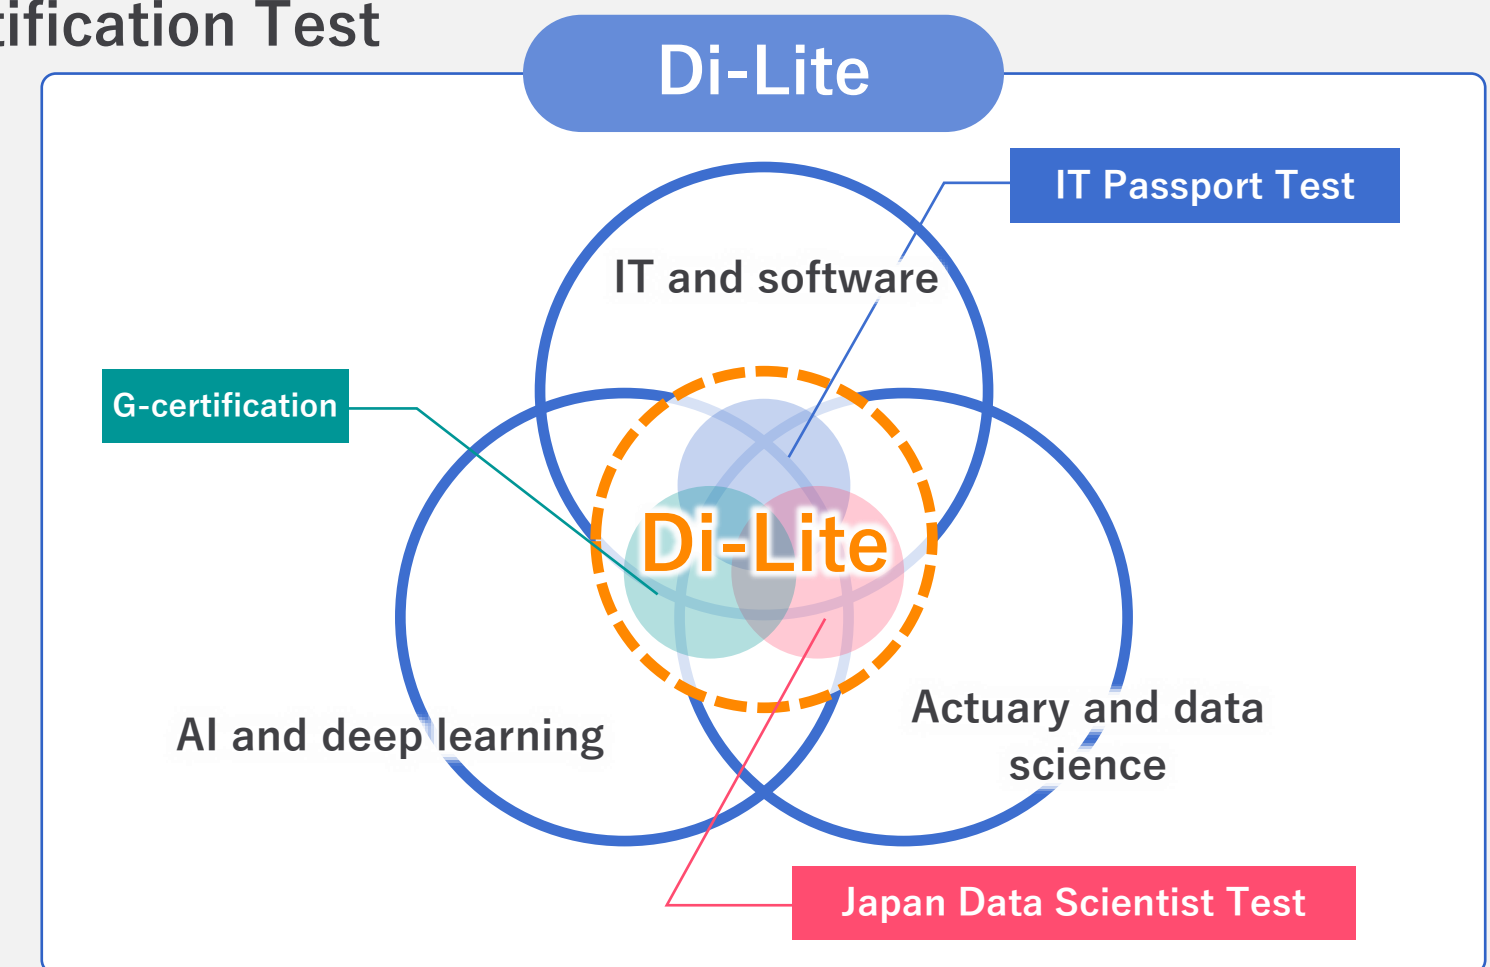 tification Test
Di-Lite
IT Passport Test
IT and software
G-certification
Di-Lite
AI and deep learning
Actuary and data
science
Japan Data Scientist Test